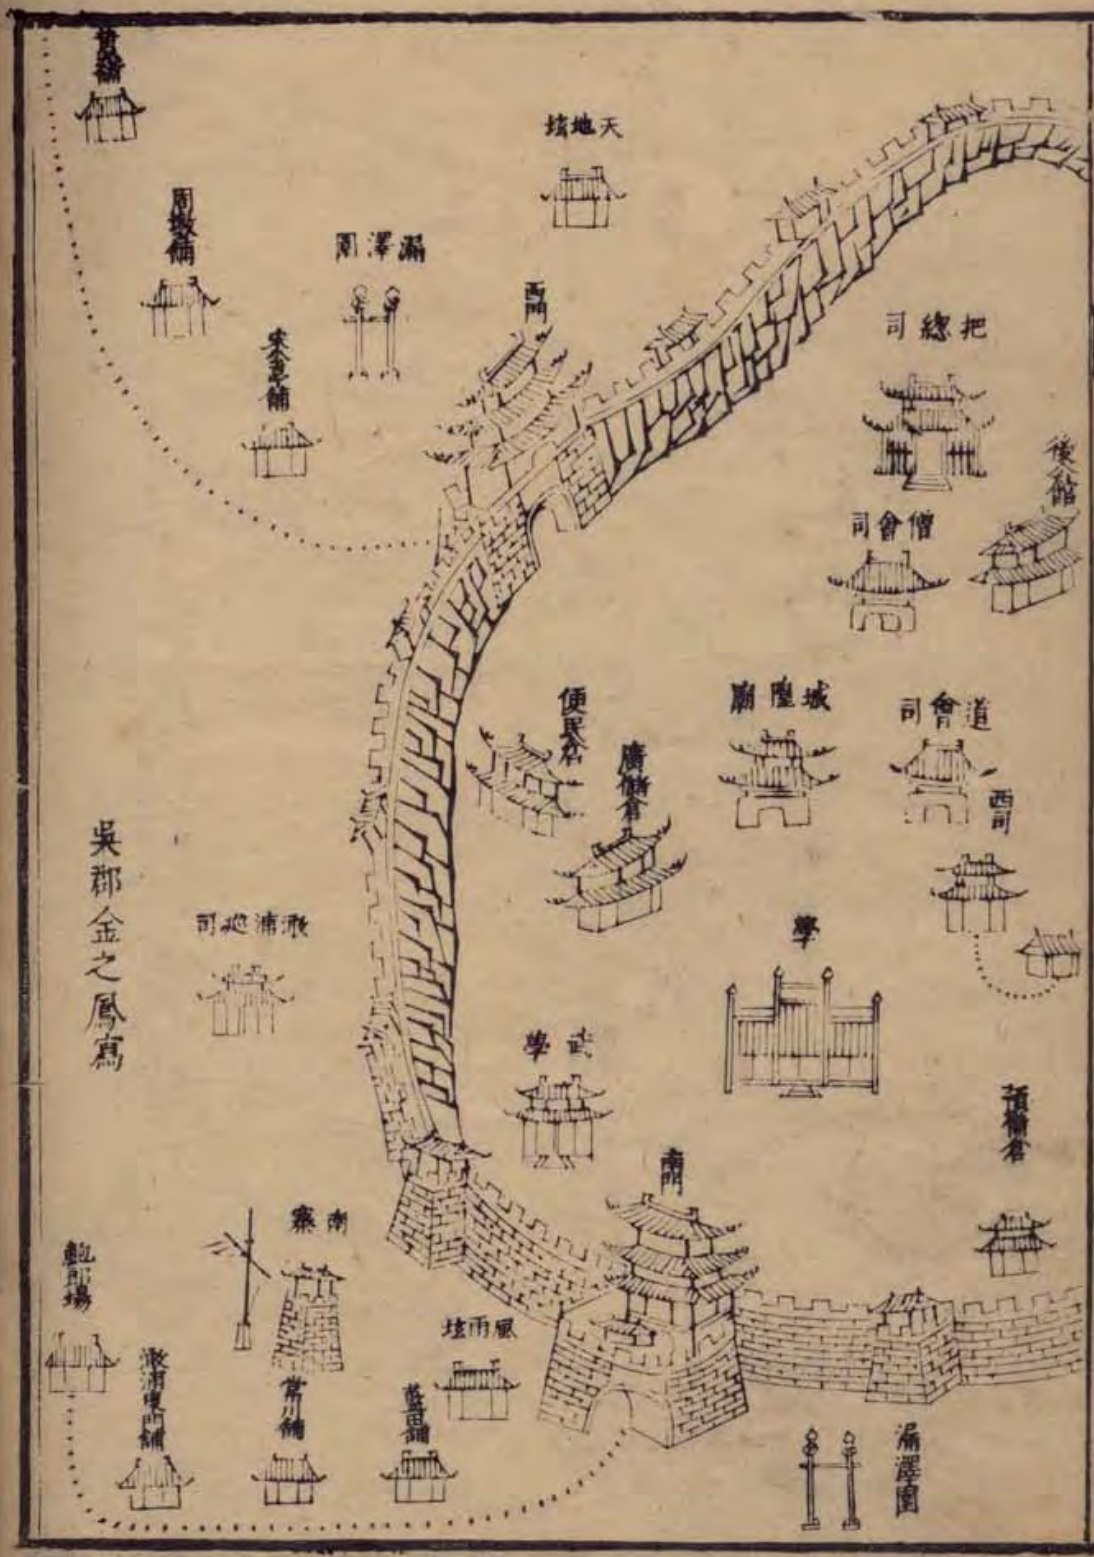 天地壇
漏澤園
西門
把總司
後館
僧會司
城隍廟
道會司
西司
便民倉
廣儲倉
學
武學
預備倉
南門
澉浦巡司
南寨
風雨壇
鮑郎場
澉浦東門鋪
常川鋪
藍田鋪
漏澤園
吳郡金之鳳寫